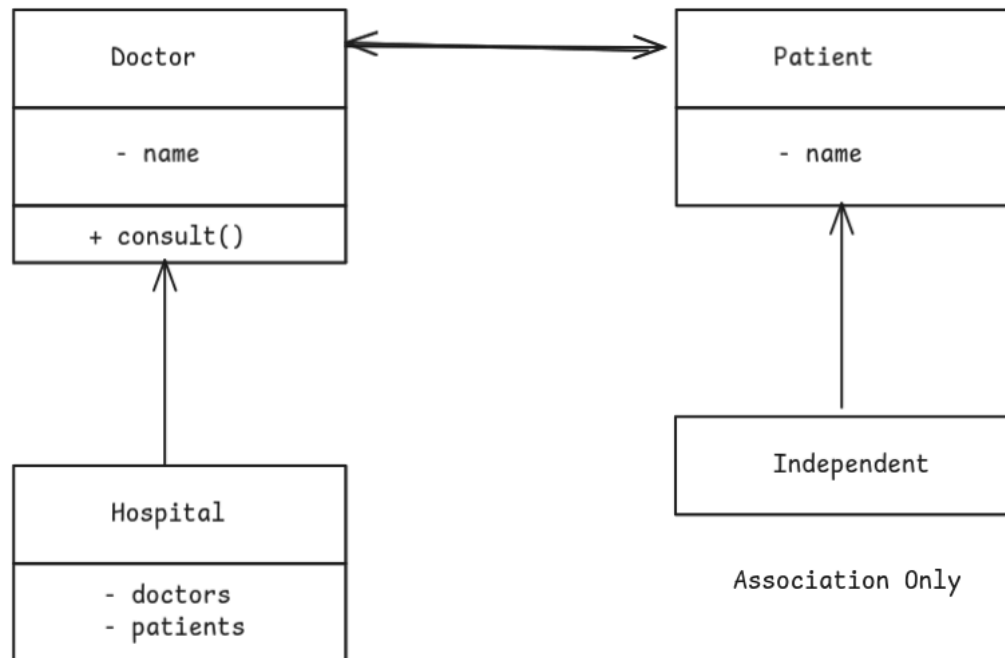 Doctor
- name
+ consult()
Patient
- name
Hospital
- doctors
- patients
Independent
Association Only